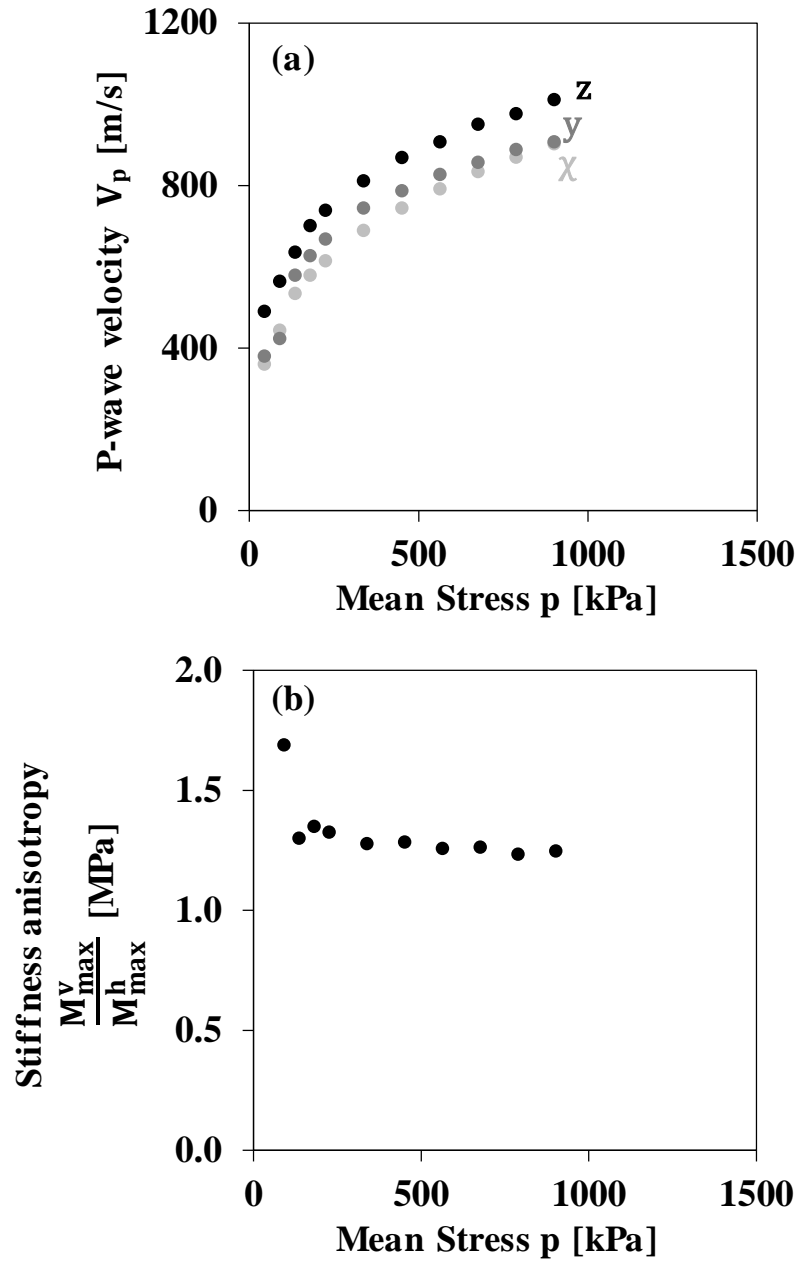 1200
(a)
z
y
χ
800
400
0
P-wave velocity Vp [m/s]
0 500 1000 1500
Mean Stress p [kPa]
2.0
(b)
1.5
1.0
0.5
0.0
Stiffness anisotropy
M^v_max / M^h_max [MPa]
0 500 1000 1500
Mean Stress p [kPa]